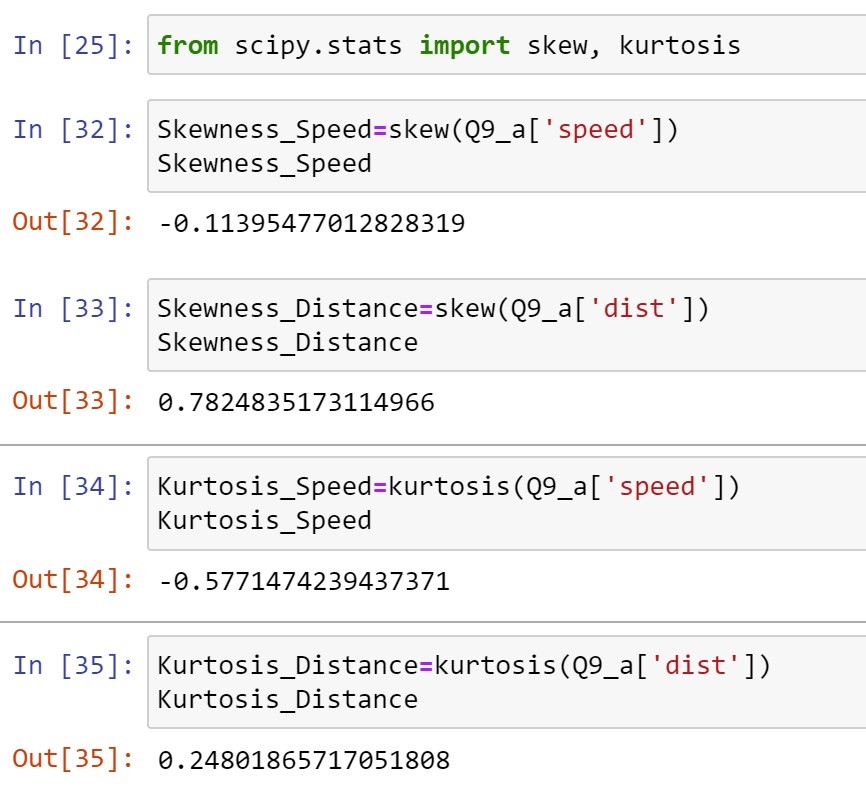 In [25]: from scipy.stats import skew, kurtosis
In [32]: Skewness_Speed=skew(Q9_a['speed'])
Skewness_Speed
Out[32]: -0.11395477012828319
In [33]: Skewness_Distance=skew(Q9_a['dist'])
Skewness_Distance
Out[33]: 0.7824835173114966
In [34]: Kurtosis_Speed=kurtosis(Q9_a['speed'])
Kurtosis_Speed
Out[34]: -0.5771474239437371
In [35]: Kurtosis_Distance=kurtosis(Q9_a['dist'])
Kurtosis_Distance
Out[35]: 0.24801865717051808